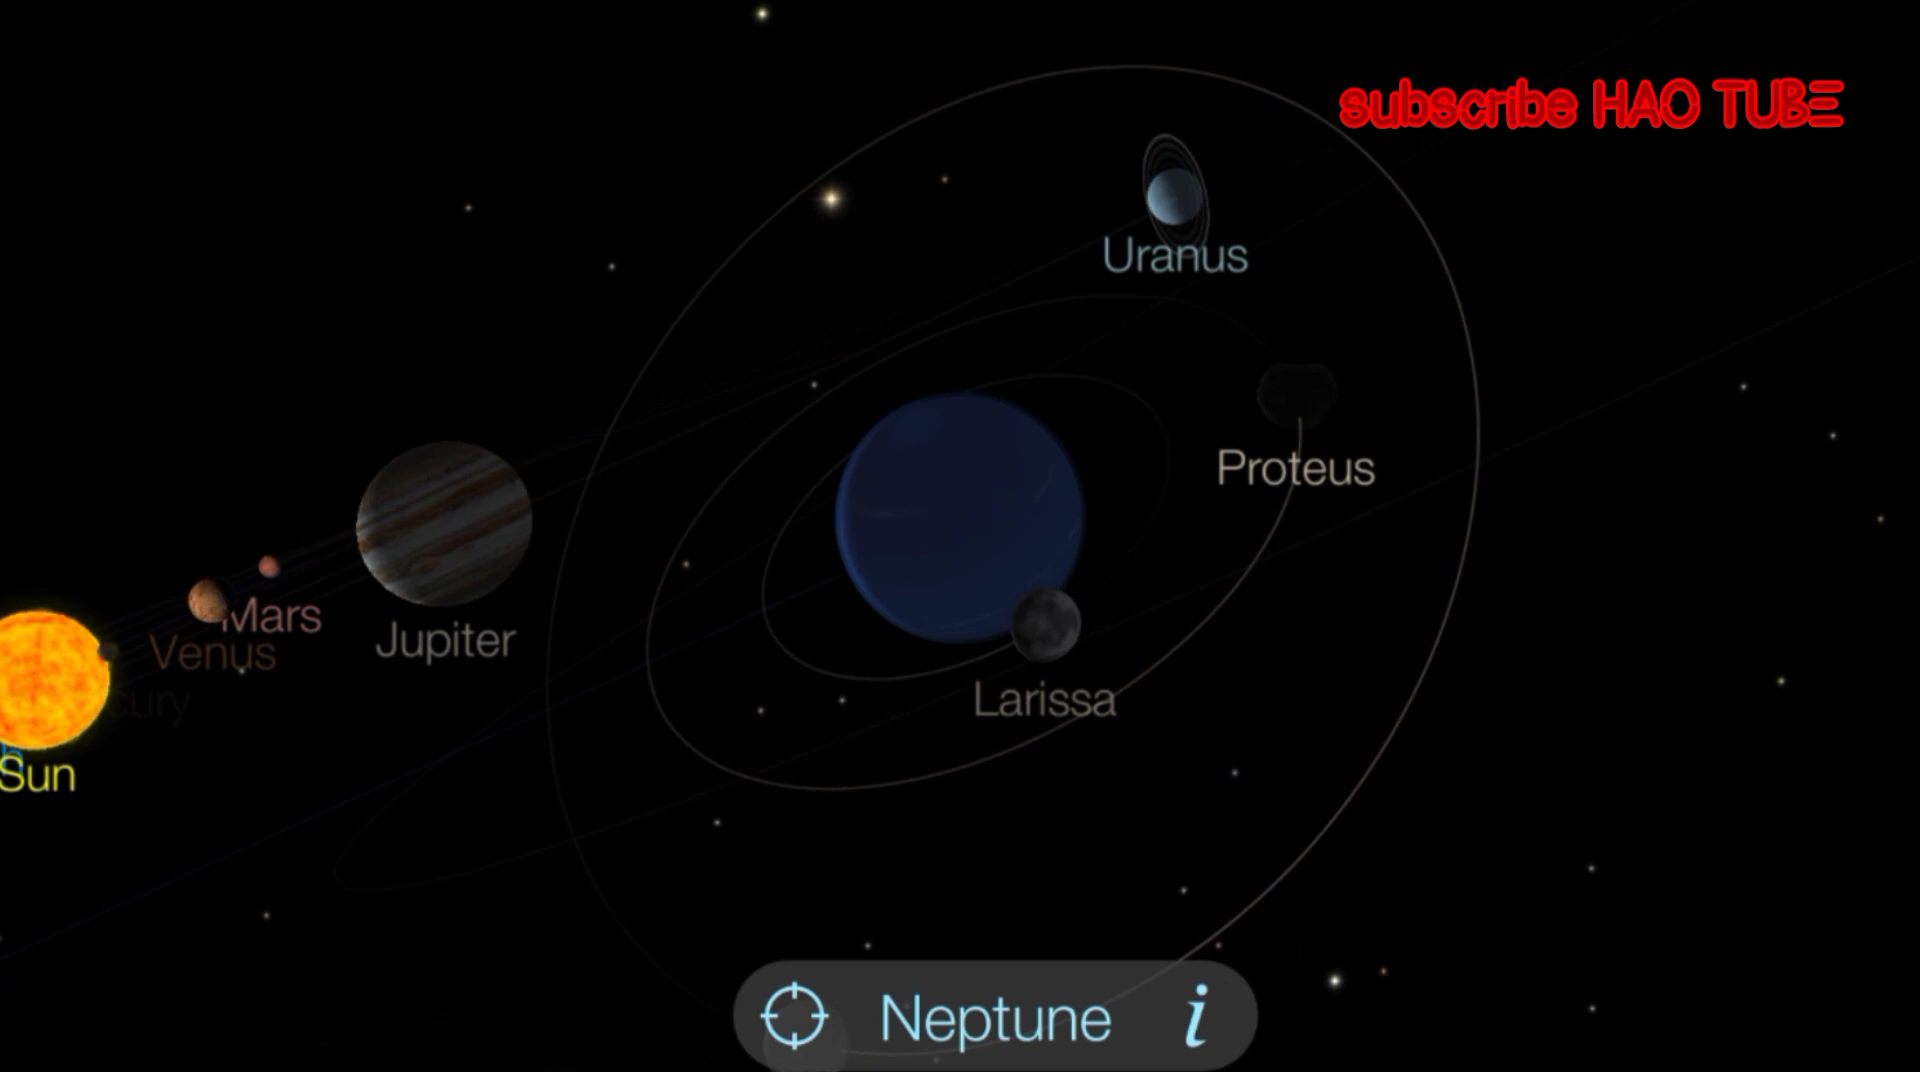 subscribe HAO TUBE
Uranus
Proteus
Mars
Venus
Jupiter
Larissa
Sun
Neptune i